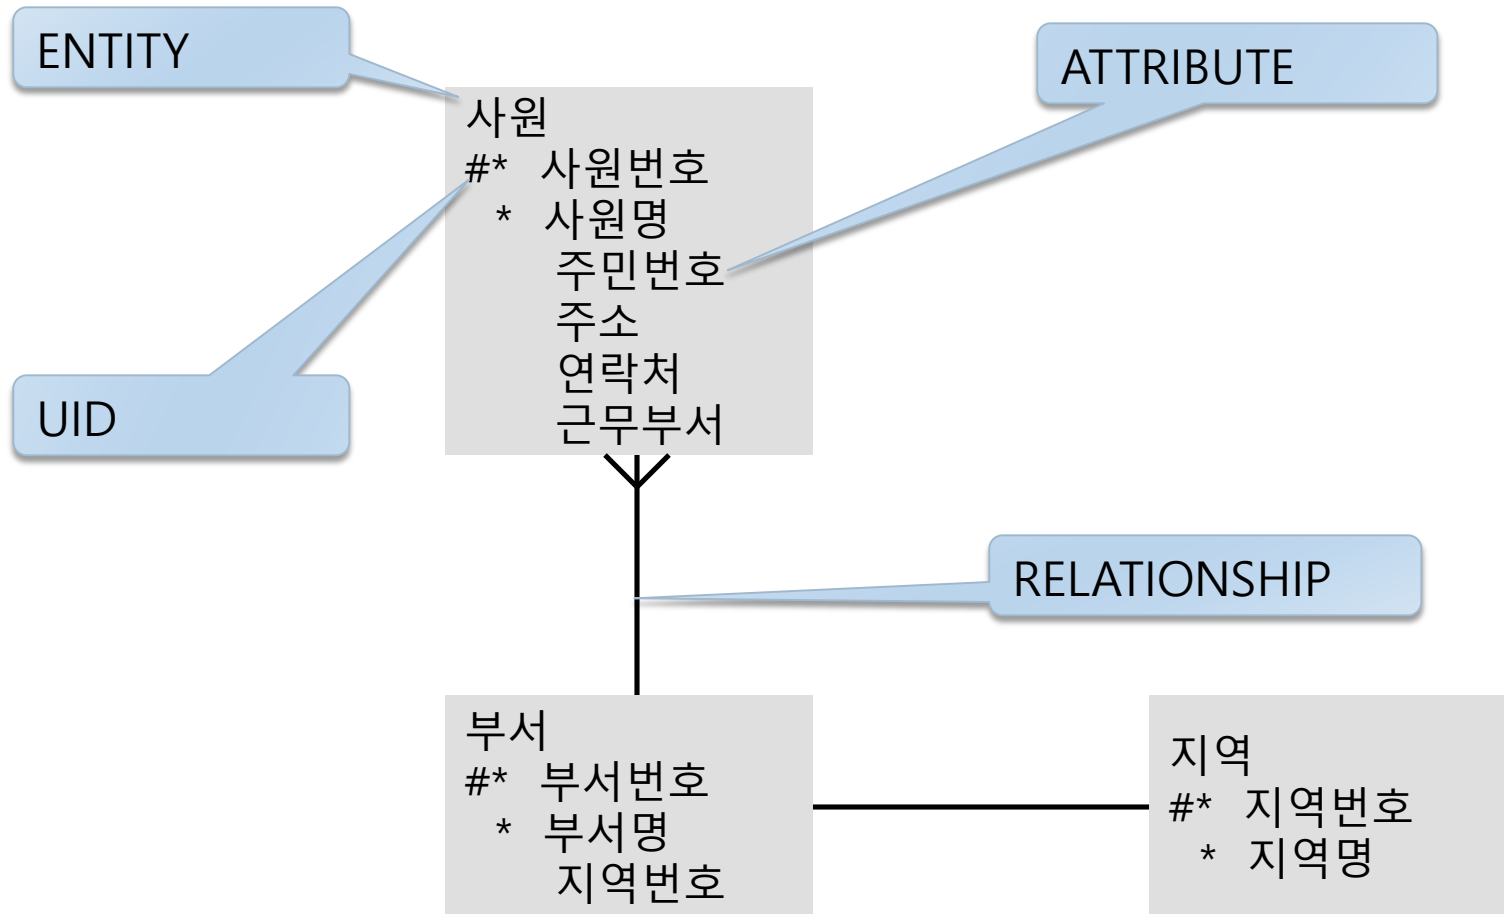 ENTITY
ATTRIBUTE
사원
#* 사원번호
* 사원명
주민번호
주소
연락처
근무부서
UID
RELATIONSHIP
부서
#* 부서번호
* 부서명
지역번호
지역
#* 지역번호
* 지역명